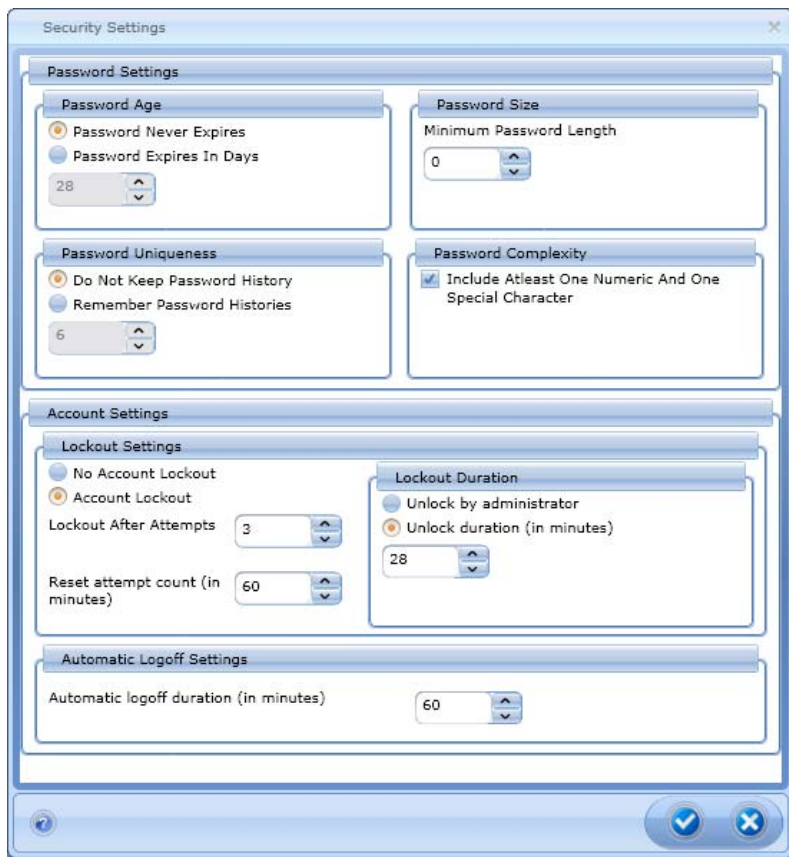 Security Settings
Password Settings
Password Age
Password Never Expires
Password Expires In Days
28
Password Size
Minimum Password Length
0
Password Uniqueness
Do Not Keep Password History
Remember Password Histories
6
Password Complexity
Include Atleast One Numeric And One
Special Character
Account Settings
Lockout Settings
No Account Lockout
Account Lockout
Lockout After Attempts
3
Reset attempt count (in
minutes)
60
Lockout Duration
Unlock by administrator
Unlock duration (in minutes)
28
Automatic Logoff Settings
Automatic logoff duration (in minutes)
60
?